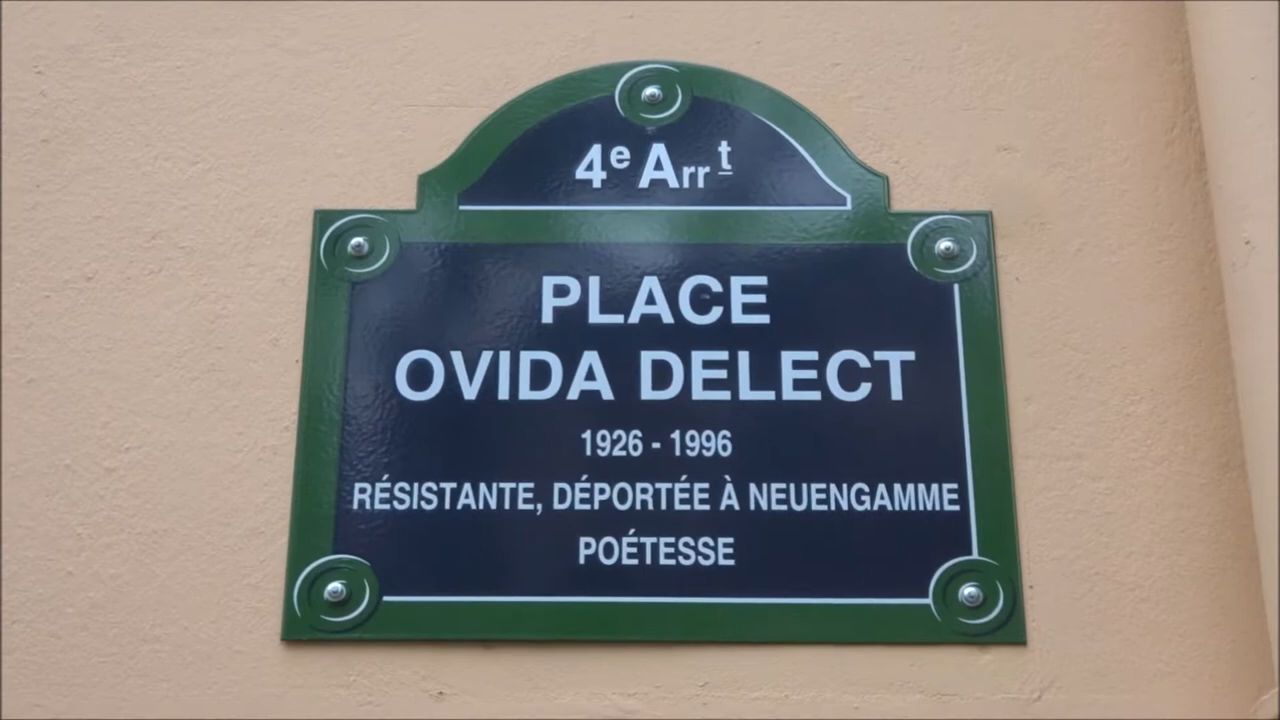 4e Arrt
PLACE
OVIDA DELECT
1926 - 1996
RÉSISTANTE, DÉPORTÉE À NEUENGAMME
POÉTESSE